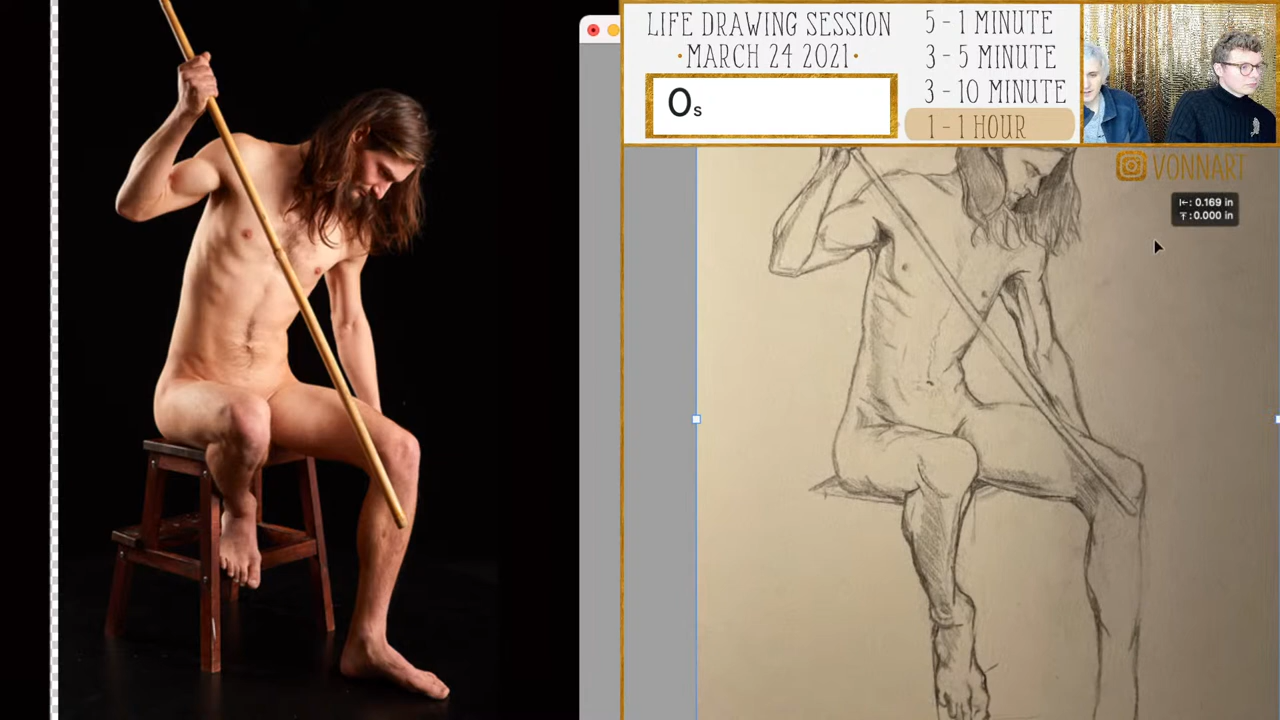 LIFE DRAWING SESSION
•MARCH 24 2021•
0s
5 - 1 MINUTE
3 - 5 MINUTE
3 - 10 MINUTE
1 - 1 HOUR
VONNART
0.169 in
0.000 in